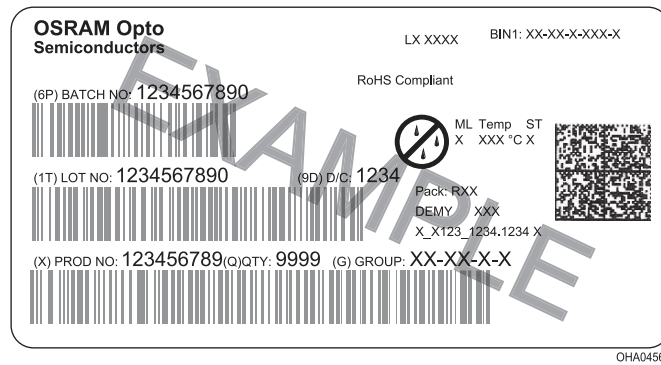 OSRAM Opto
Semiconductors
LX XXXX
BIN1: XX-XX-X-XXX-X
RoHS Compliant
(6P) BATCH NO: 1234567890
ML Temp ST
X XXX °C X
(1T) LOT NO: 1234567890 (9D) D/C: 1234
Pack: RXX
DEMY XXX
X_X123_1234.1234 X
(X) PROD NO: 123456789(Q)QTY: 9999 (G) GROUP: XX-XX-X-X
EXAMPLE
OHA0456